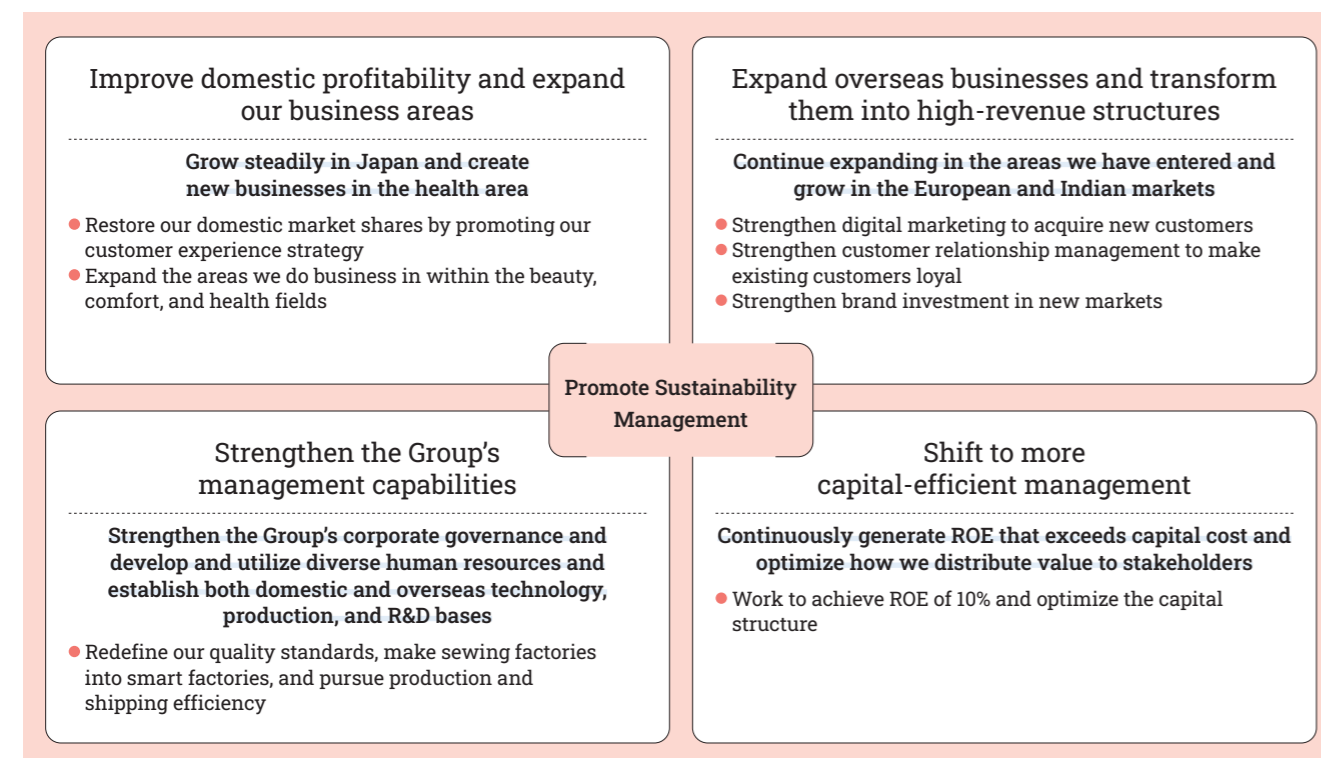 Improve domestic profitability and expand
our business areas
Grow steadily in Japan and create
new businesses in the health area
Restore our domestic market shares by promoting our
customer experience strategy
Expand the areas we do business in within the beauty,
comfort, and health fields
Expand overseas businesses and transform
them into high-revenue structures
Continue expanding in the areas we have entered and
grow in the European and Indian markets
Strengthen digital marketing to acquire new customers
Strengthen customer relationship management to make
existing customers loyal
Strengthen brand investment in new markets
Promote Sustainability
Management
Strengthen the Group’s
management capabilities
Strengthen the Group’s corporate governance and
develop and utilize diverse human resources and
establish both domestic and overseas technology,
production, and R&D bases
Redefine our quality standards, make sewing factories
into smart factories, and pursue production and
shipping efficiency
Shift to more
capital-efficient management
Continuously generate ROE that exceeds capital cost and
optimize how we distribute value to stakeholders
Work to achieve ROE of 10% and optimize the capital
structure